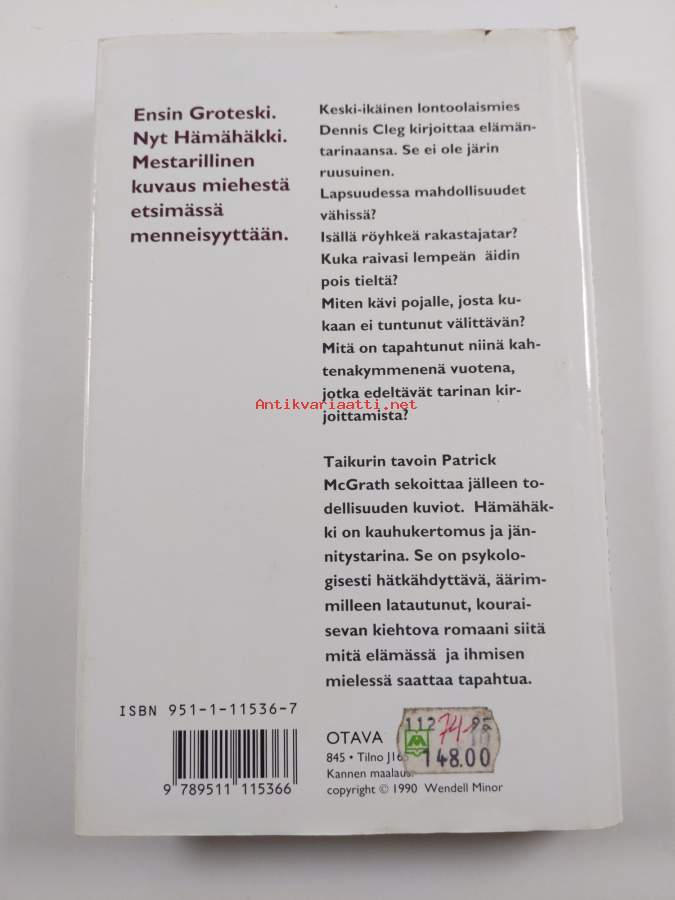 Ensin Groteski.
Nyt Hämähäkki.
Mestarillinen
kuvaus miehestä
etsimässä
menneisyyttään.
Keski-ikäinen lontoolaismies
Dennis Cleg kirjoittaa elämän-
tarinaansa. Se ei ole järin
ruusuinen.
Lapsuudessa mahdollisuudet
vähissä?
Isällä röyhkeä rakastajatar?
Kuka raivasi lempeän äidin
pois tieltä?
Miten kävi pojalle, josta ku-
kaan ei tuntunut välittävän?
Mitä on tapahtunut niinä kah-
tenakymmenenä vuotena,
jotka edeltävät tarinan kir-
joittamista?
Antikvariaatti.net
Taikurin tavoin Patrick
McGrath sekoittaa jälleen to-
dellisuuden kuviot. Hämähäk-
ki on kauhukertomus ja jän-
nitystarina. Se on psykolo-
gisesti hätkähdyttävä, äärim-
milleen latautunut, kourai-
sevan kiehtova romaani siitä
mitä elämässä ja ihmisen
mielessä saattaa tapahtua.
ISBN 951-1-11536-7
9 789511 115366
OTAVA
845 • Tilno J16
Kannen maalaus:
copyright © 1990 Wendell Minor
112
74.-
148.00